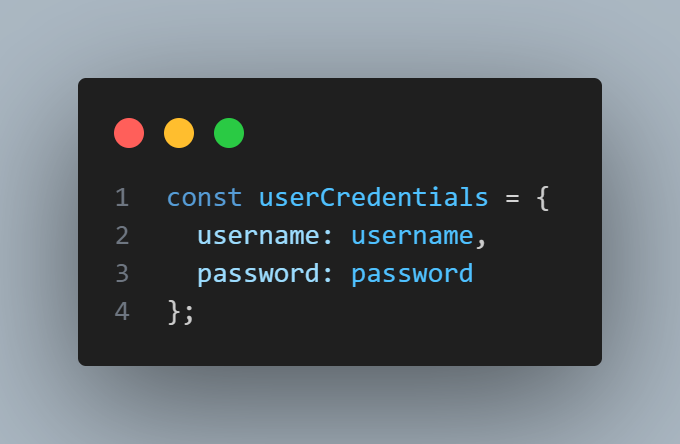 1 const userCredentials = {
2   username: username,
3   password: password
4 };